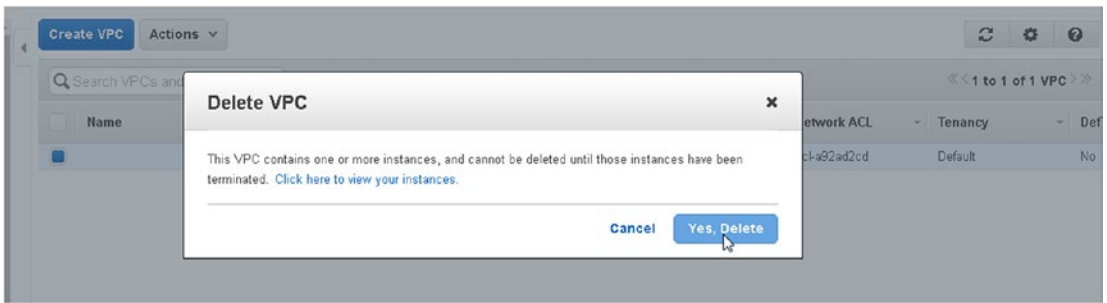 Create VPC Actions
Search VPCs and
1 to 1 of 1 VPC
Delete VPC
Name etwork ACL Tenancy Def
This VPC contains one or more instances, and cannot be deleted until those instances have been
terminated. Click here to view your instances.
cl-a92ad2cd Default No
Cancel Yes, Delete